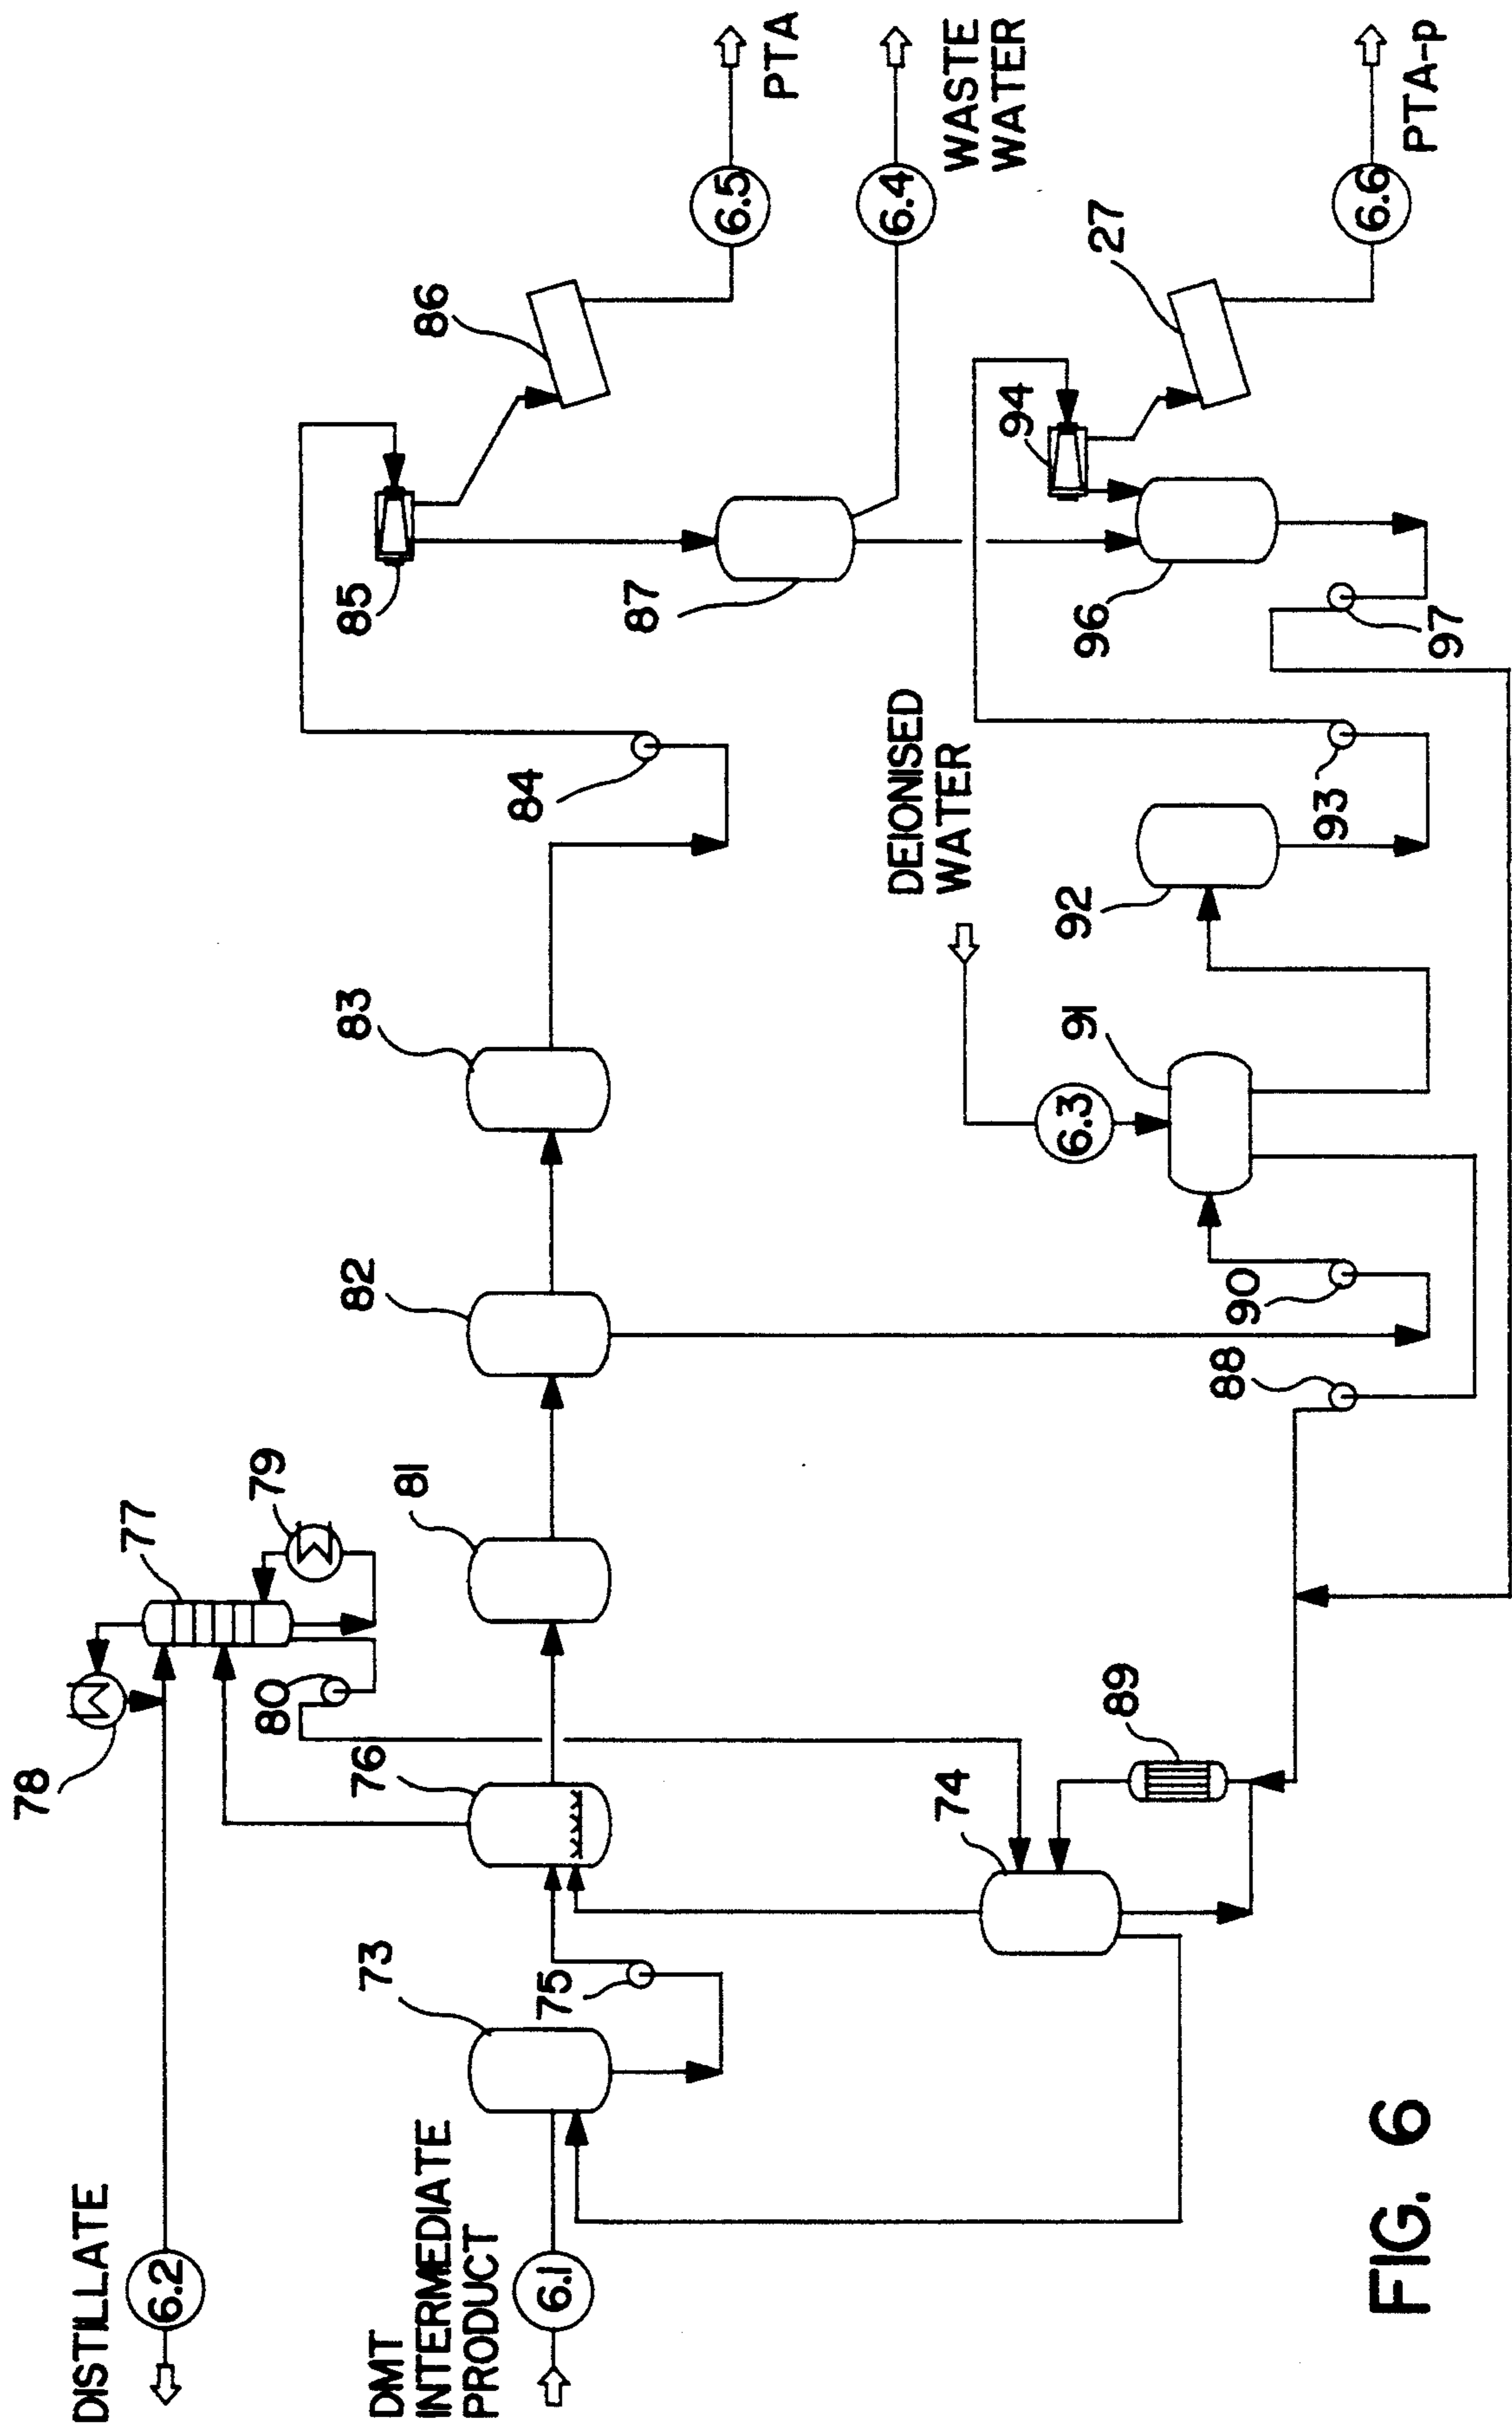 DISTILLATE
6.2
DMT
INTERMEDIATE
PRODUCT
6.1
78
77
79
80
73
75
76
81
82
83
84
85
86
6.5
PTA
87
6.4
WASTE
WATER
74
89
88
90
DEIONISED
WATER
6.3
91
92
93
94
96
97
27
6.6
PTA-p
FIG. 6